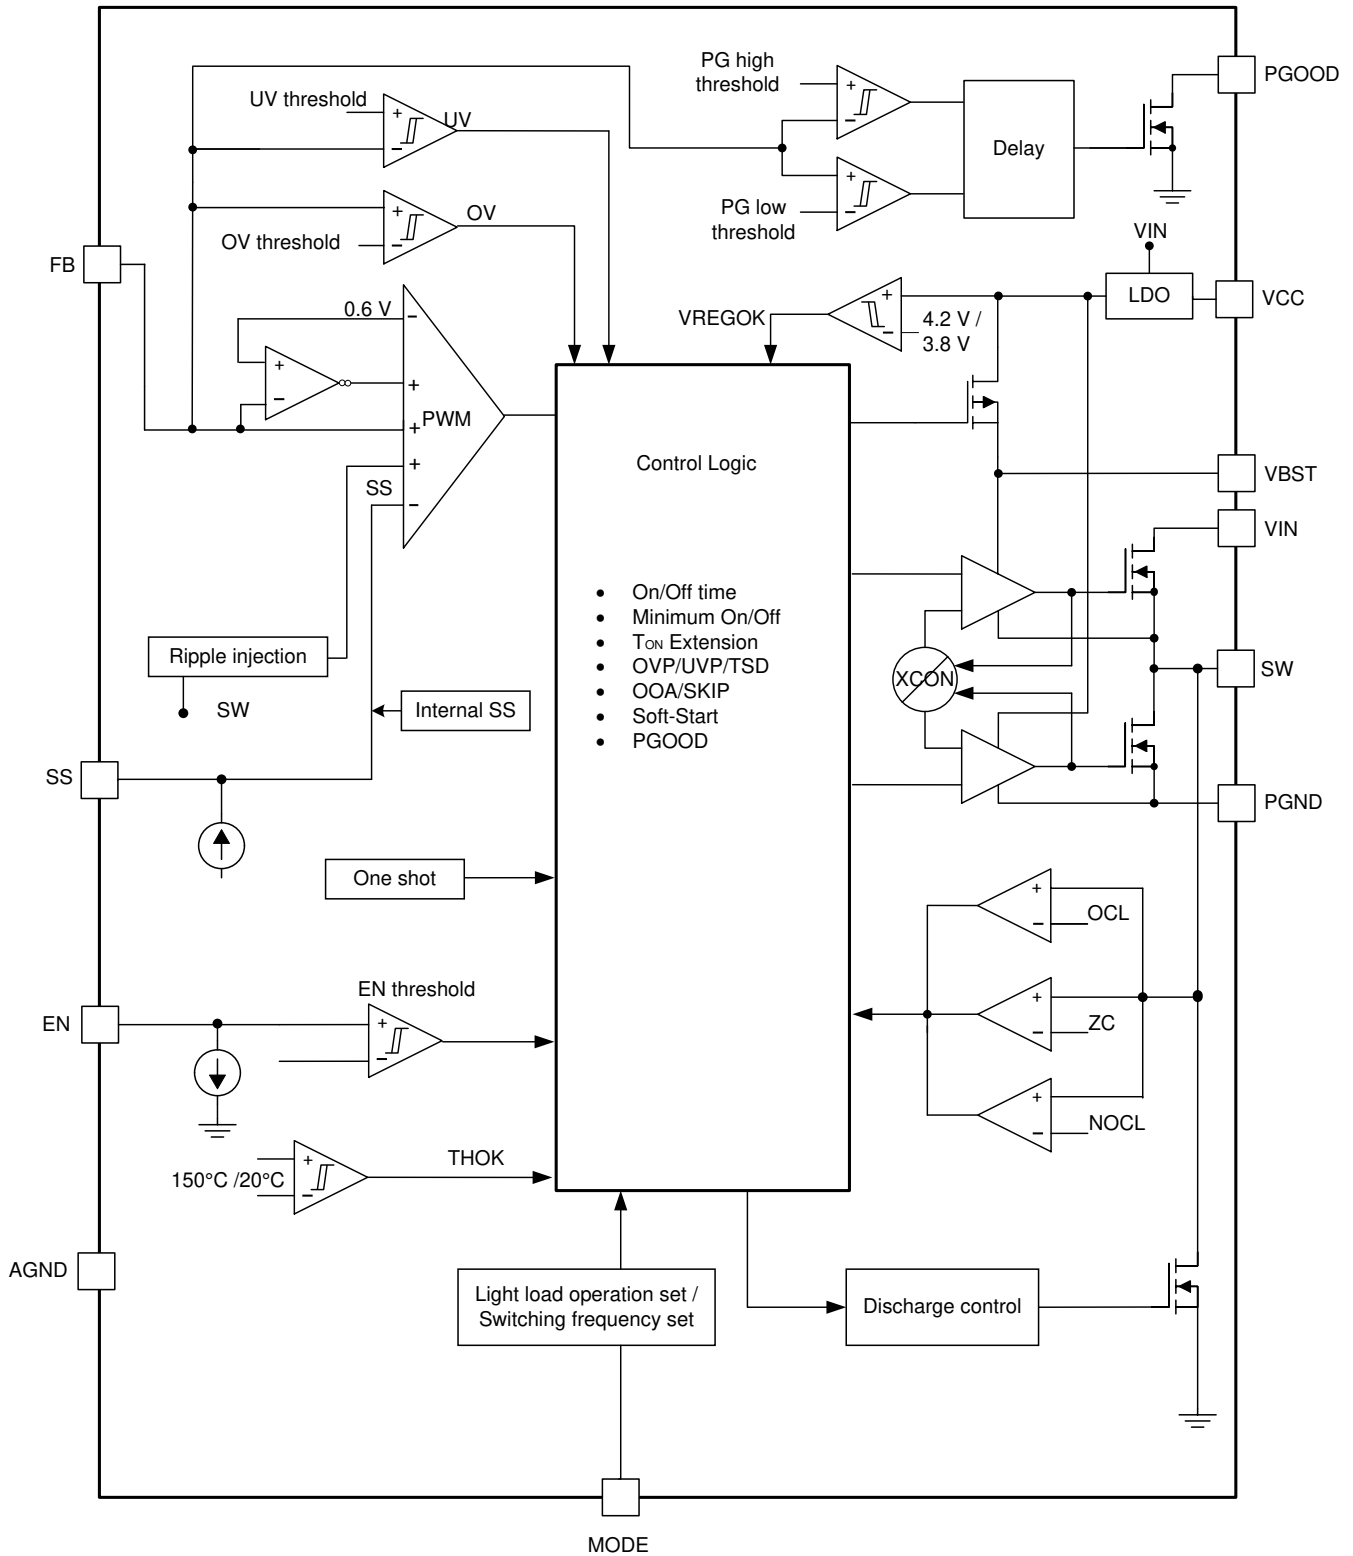 PG high
threshold
PGOOD
UV threshold
+
UV
−
+
−
Delay
+
−
PG low
threshold
+
OV
−
OV threshold
VIN
FB
LDO
VCC
0.6 V
−
VREGOK
+
−
4.2 V /
3.8 V
+
−
+
PWM
+
+
SS
−
Control Logic
VBST
VIN
• On/Off time
• Minimum On/Off
• TON Extension
• OVP/UVP/TSD
• OOA/SKIP
• Soft-Start
• PGOOD
Ripple injection
SW
Internal SS
XCON
SW
SS
PGND
One shot
+
−
OCL
EN threshold
EN
+
−
+
−
ZC
+
−
NOCL
THOK
150°C /20°C
+
−
AGND
Light load operation set /
Switching frequency set
Discharge control
MODE